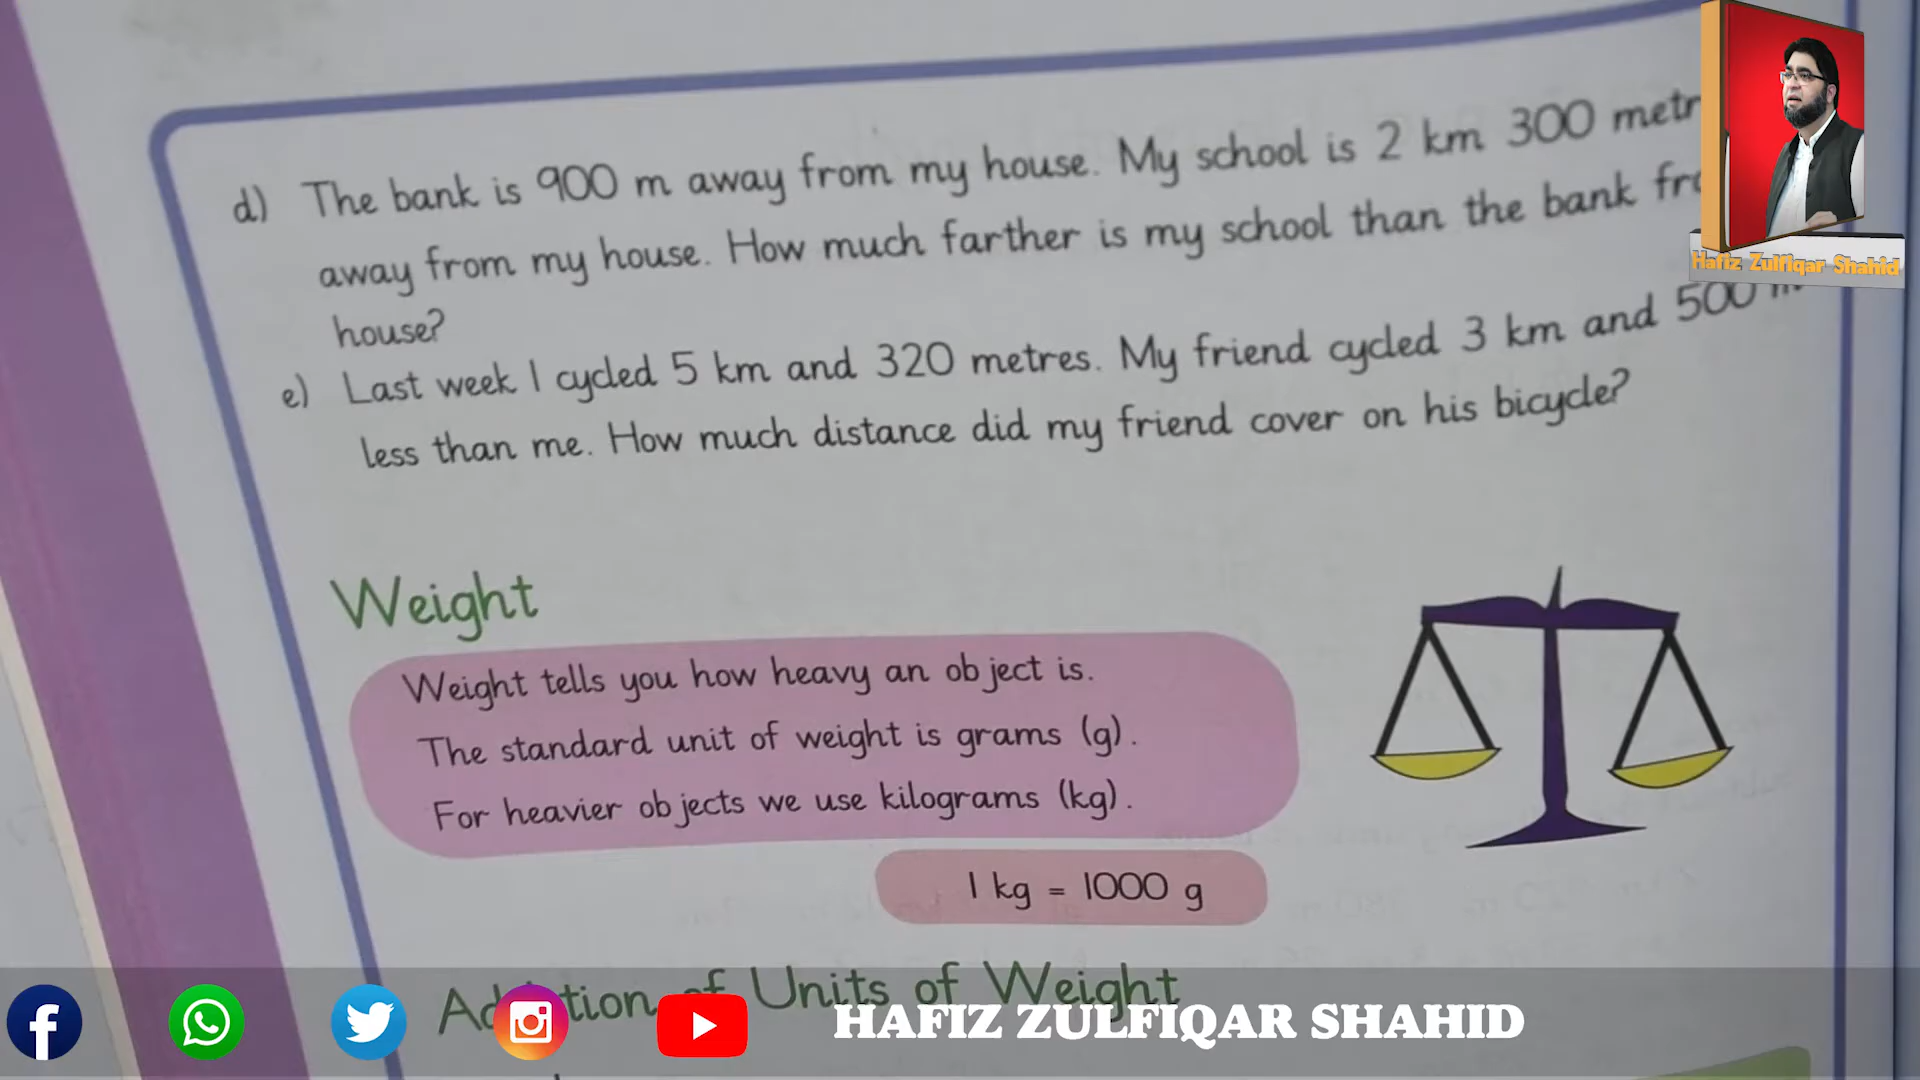 d) The bank is 900 m away from my house. My school is 2 km 300
away from my house. How much farther is my school than the bank
house?
e) Last week I cycled 5 km and 320 metres. My friend cycled 3 km and 500
less than me. How much distance did my friend cover on his bicycle?
Weight
Weight tells you how heavy an object is.
The standard unit of weight is grams (g).
For heavier objects we use kilograms (kg).
1 kg = 1000 g
of Units of Weight
Hafiz Zulfiqar Shahid
HAFIZ ZULFIQAR SHAHID